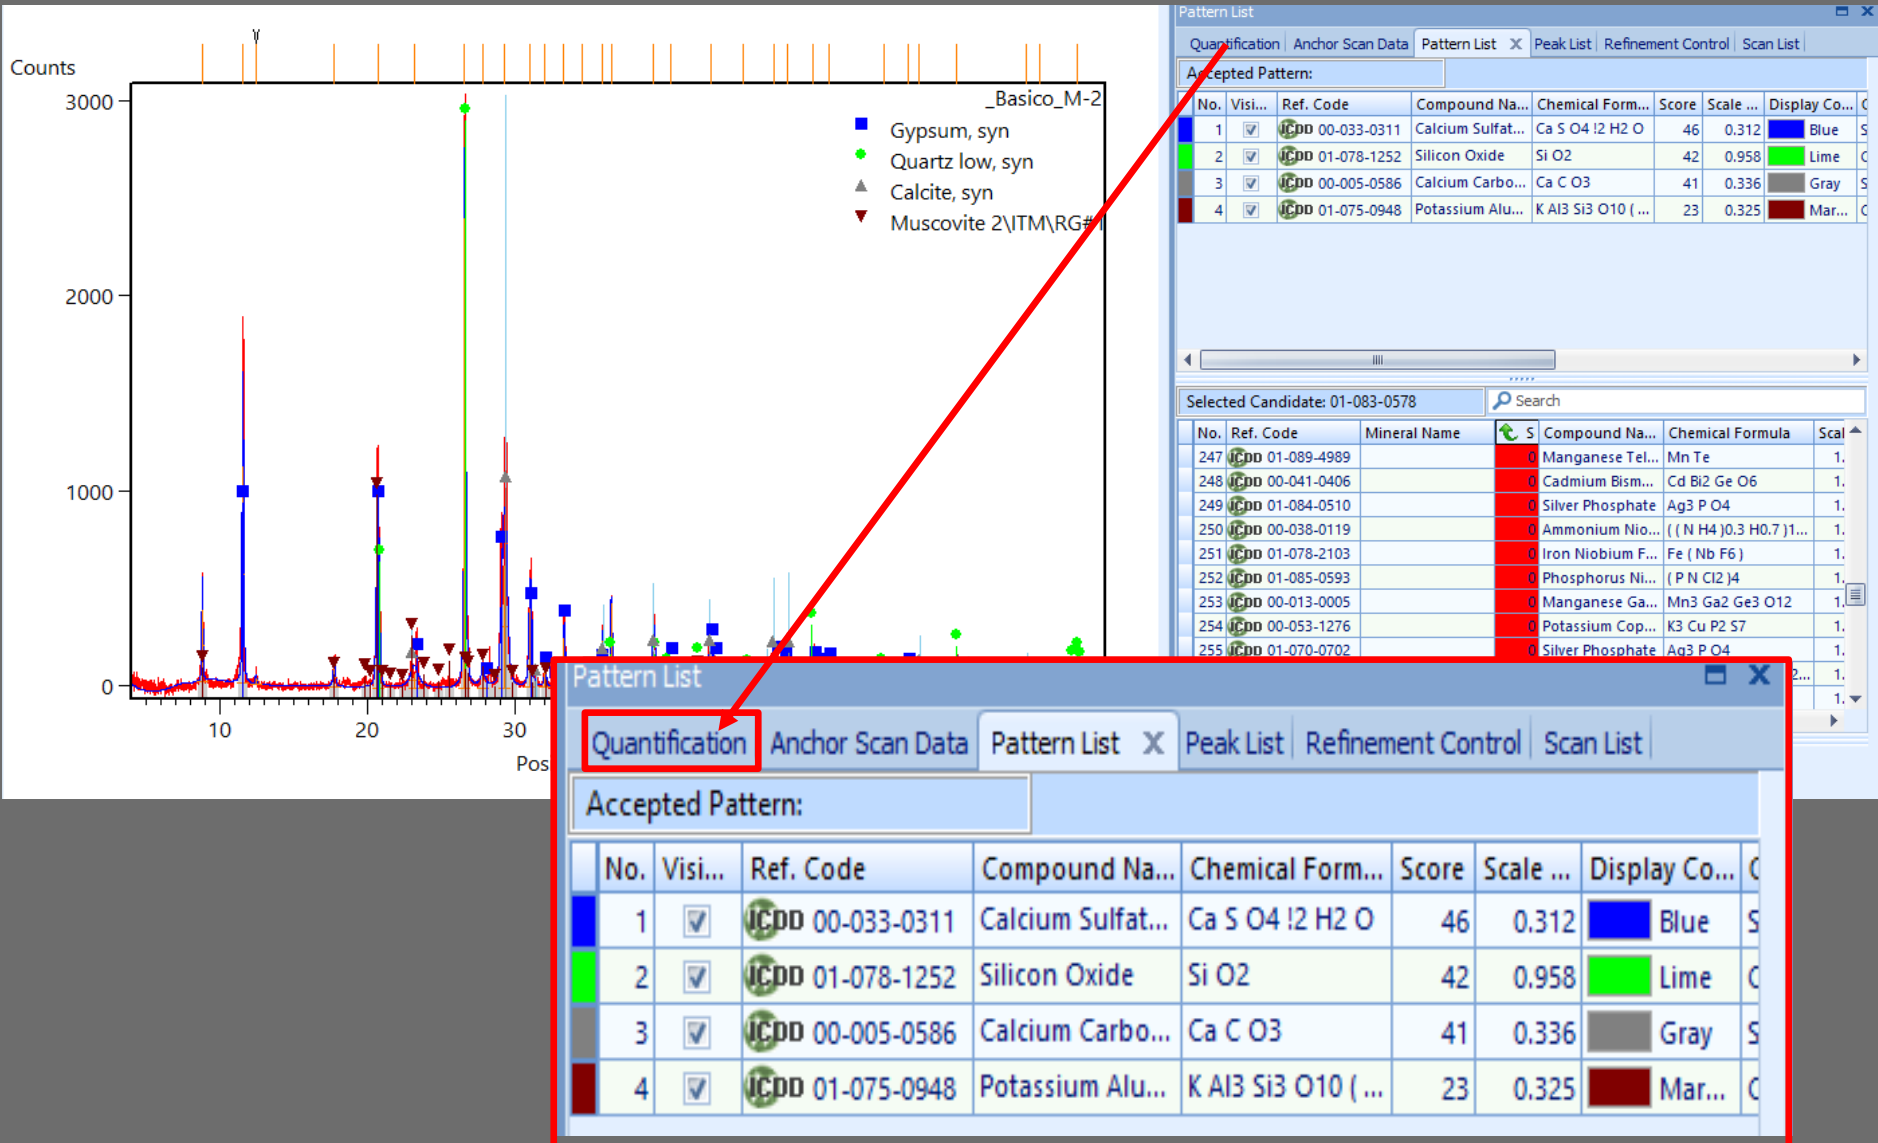 Counts
3000
2000
1000
0
10
20
30
Pos
_Basico_M-2
Gypsum, syn
Quartz low, syn
Calcite, syn
Muscovite 2\ITM\RG#1
Pattern List
Quantification Anchor Scan Data Pattern List X Peak List Refinement Control Scan List
Accepted Pattern:
No. Visi... Ref. Code Compound Na... Chemical Form... Score Scale ... Display Co... C
1 ICDD 00-033-0311 Calcium Sulfat... Ca S O4 !2 H2 O 46 0.312 Blue S
2 ICDD 01-078-1252 Silicon Oxide Si O2 42 0.958 Lime C
3 ICDD 00-005-0586 Calcium Carbo... Ca C O3 41 0.336 Gray S
4 ICDD 01-075-0948 Potassium Alu... K Al3 Si3 O10 ( ... 23 0.325 Mar... C
Selected Candidate: 01-083-0578 Search
No. Ref. Code Mineral Name S Compound Na... Chemical Formula Scal
247 ICDD 01-089-4989 0 Manganese Tel... Mn Te 1.
248 ICDD 00-041-0406 0 Cadmium Bism... Cd Bi2 Ge O6 1.
249 ICDD 01-084-0510 0 Silver Phosphate Ag3 P O4 1.
250 ICDD 00-038-0119 0 Ammonium Nio... ( ( N H4 )0.3 H0.7 )1... 1.
251 ICDD 01-078-2103 0 Iron Niobium F... Fe ( Nb F6 ) 1.
252 ICDD 01-085-0593 0 Phosphorus Ni... ( P N Cl2 )4 1.
253 ICDD 00-013-0005 0 Manganese Ga... Mn3 Ga2 Ge3 O12 1.
254 ICDD 00-053-1276 0 Potassium Cop... K3 Cu P2 S7 1.
255 ICDD 01-070-0702 0 Silver Phosphate Ag3 P O4 1.
2... 1.
1.
Pattern List
Quantification Anchor Scan Data Pattern List X Peak List Refinement Control Scan List
Accepted Pattern:
No. Visi... Ref. Code Compound Na... Chemical Form... Score Scale ... Display Co... C
1 ICDD 00-033-0311 Calcium Sulfat... Ca S O4 !2 H2 O 46 0.312 Blue S
2 ICDD 01-078-1252 Silicon Oxide Si O2 42 0.958 Lime C
3 ICDD 00-005-0586 Calcium Carbo... Ca C O3 41 0.336 Gray S
4 ICDD 01-075-0948 Potassium Alu... K Al3 Si3 O10 ( ... 23 0.325 Mar... C